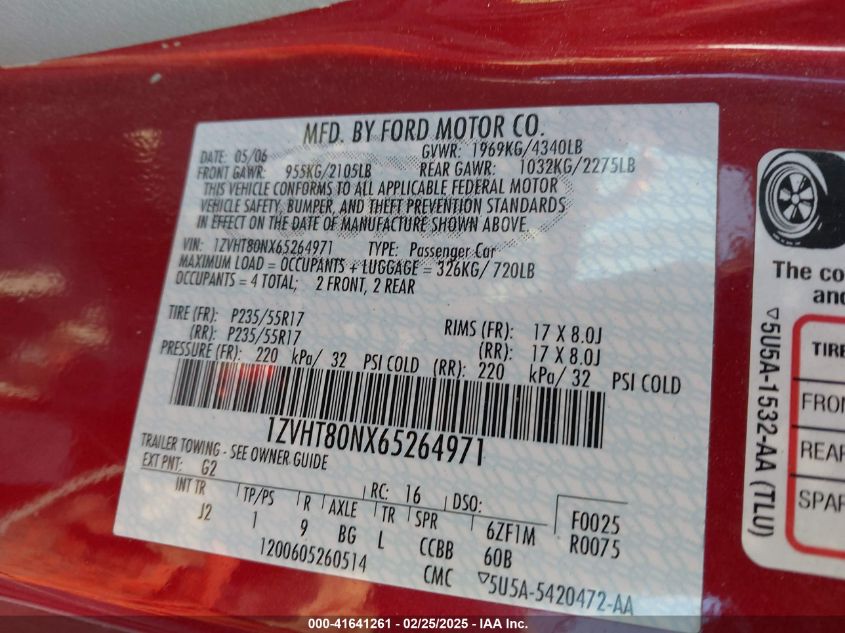 MFD. BY FORD MOTOR CO.
DATE: 05/06 GVWR: 1969KG/4340LB
FRONT GAWR: 955KG/2105LB REAR GAWR: 1032KG/2275LB
THIS VEHICLE CONFORMS TO ALL APPLICABLE FEDERAL MOTOR
VEHICLE SAFETY, BUMPER, AND THEFT PREVENTION STANDARDS
IN EFFECT ON THE DATE OF MANUFACTURE SHOWN ABOVE
VIN: 1ZVHT80NX65264971 TYPE: Passenger Car
MAXIMUM LOAD = OCCUPANTS + LUGGAGE = 326KG/720LB
OCCUPANTS = 4 TOTAL; 2 FRONT, 2 REAR
TIRE (FR): P235/55R17 RIMS (FR): 17 X 8.0J
(RR): P235/55R17 (RR): 17 X 8.0J
PRESSURE (FR): 220 kPa/ 32 PSI COLD (RR): 220 kPa/ 32 PSI COLD
1ZVHT80NX65264971
TRAILER TOWING - SEE OWNER GUIDE
EXT PNT: G2 RC: 16 DSO:
INT TR TP/PS R AXLE TR SPR 6ZF1M F0025
J2 1 9 BG L CCBB 60B R0075
1200605260514 CMC ▽5U5A-5420472-AA
The co
and
▽5U5A-1532-AA (TLU)
TIRE
FRON
REAR
SPAR
000-41641261 - 02/25/2025 - IAA Inc.